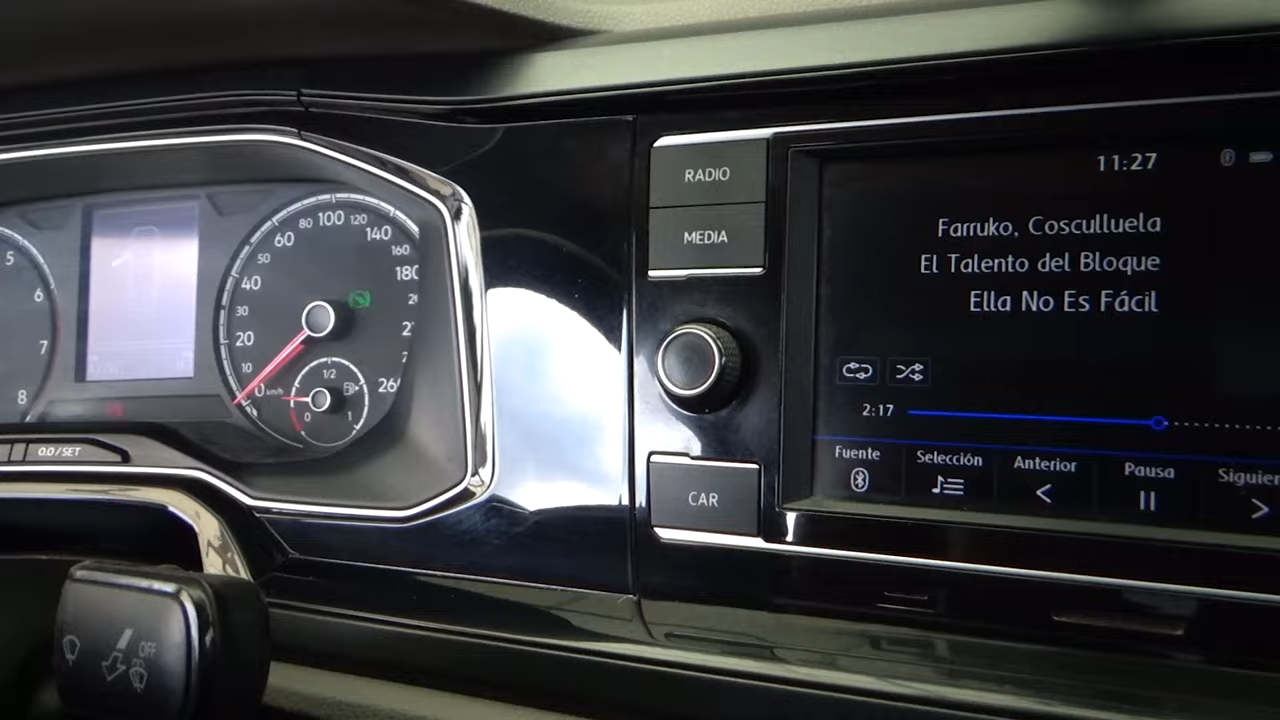 5
6
7
8
0.0/SET
10
20
30
40
50
60
80
100
120
140
160
180
260
0 km/h
0
1/2
1
OFF
RADIO
MEDIA
CAR
11:27
Farruko, Cosculluela
El Talento del Bloque
Ella No Es Fácil
2:17
Fuente
Selección
Anterior
Pausa
Siguien